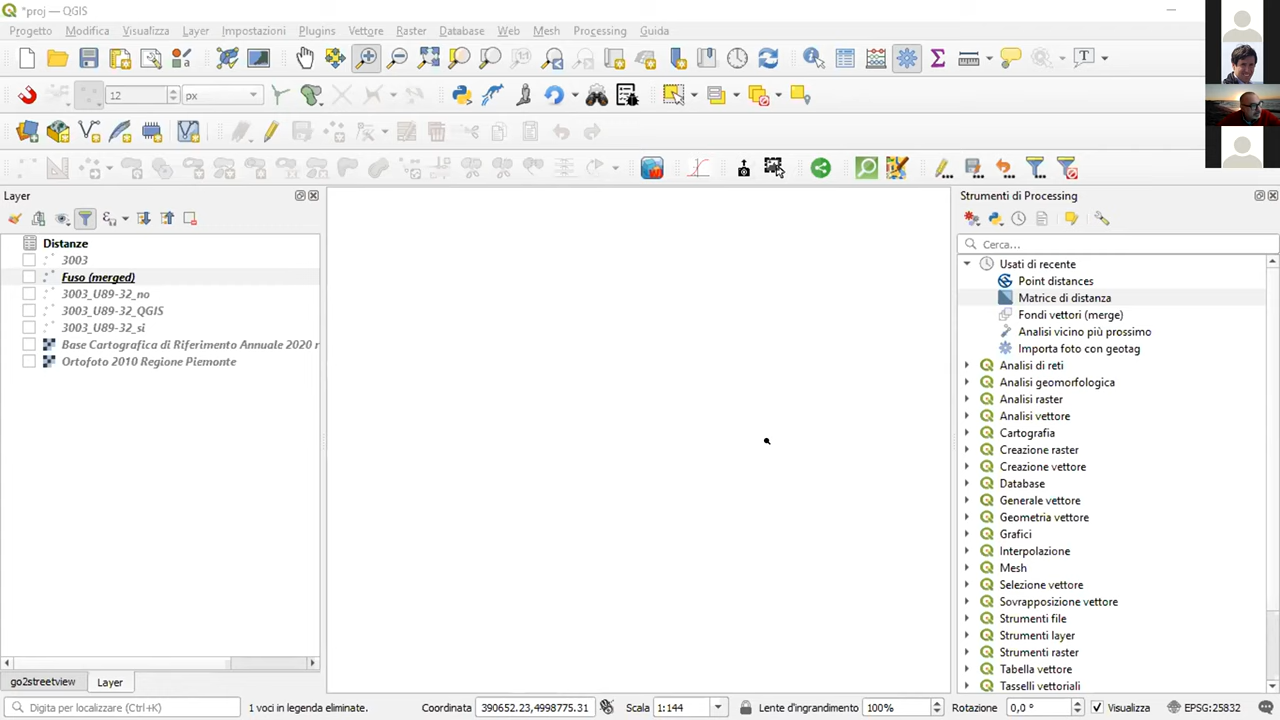 *proj — QGIS
Progetto Modifica Visualizza Layer Impostazioni Plugins Vettore Raster Database Web Mesh Processing Guida
12 px
Layer
Distanze
3003
Fuso (merged)
3003_U89-32_no
3003_U89-32_QGIS
3003_U89-32_si
Base Cartografica di Riferimento Annuale 2020 r
Ortofoto 2010 Regione Piemonte
go2streetview Layer
Strumenti di Processing
Cerca...
Usati di recente
Point distances
Matrice di distanza
Fondi vettori (merge)
Analisi vicino più prossimo
Importa foto con geotag
Analisi di reti
Analisi geomorfologica
Analisi raster
Analisi vettore
Cartografia
Creazione raster
Creazione vettore
Database
Generale vettore
Geometria vettore
Grafici
Interpolazione
Mesh
Selezione vettore
Sovrapposizione vettore
Strumenti file
Strumenti layer
Strumenti raster
Tabella vettore
Tasselli vettoriali
Digita per localizzare (Ctrl+K) 1 voci in legenda eliminate. Coordinata 390652.23,4998775.31 Scala 1:144 Lente d'ingrandimento 100% Rotazione 0,0 ° Visualizza EPSG:25832